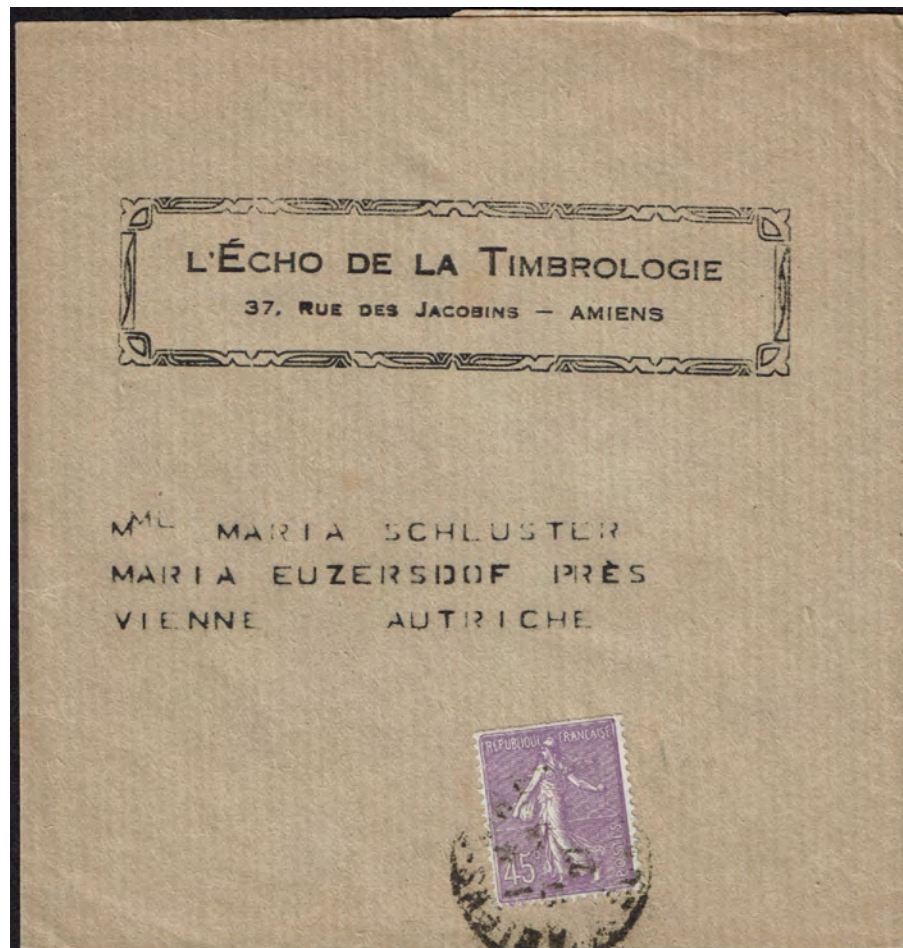 L'ÉCHO DE LA TIMBROLOGIE
37, RUE DES JACOBINS — AMIENS
MME MARIA SCHLUSTER
MARIA EUZERSDOF PRÈS
VIENNE AUTRICHE
REPUBLIQUE FRANÇAISE
45c